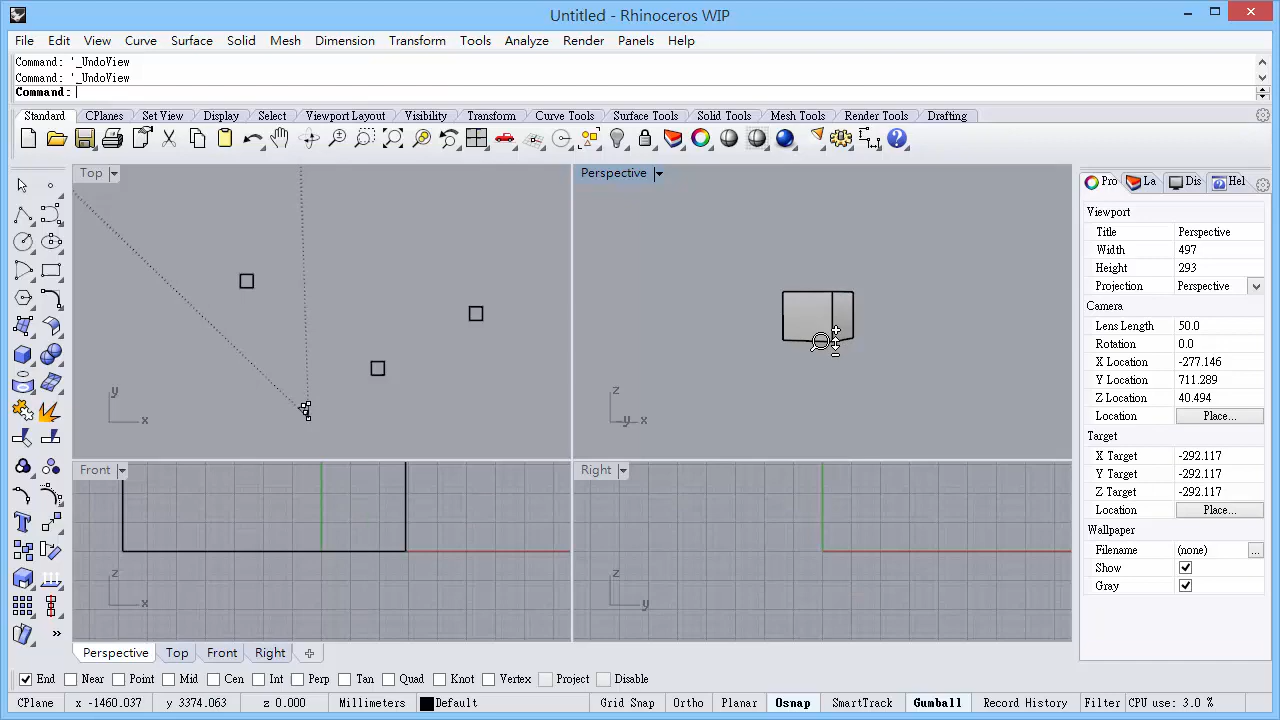 Untitled - Rhinoceros WIP
File Edit View Curve Surface Solid Mesh Dimension Transform Tools Analyze Render Panels Help
Command: '_UndoView
Command: '_UndoView
Command:
Standard CPlanes Set View Display Select Viewport Layout Visibility Transform Curve Tools Surface Tools Solid Tools Mesh Tools Render Tools Drafting
Top
Perspective
Pro La Dis Hel
Viewport
Title Perspective
Width 497
Height 293
Projection Perspective
Camera
Lens Length 50.0
Rotation 0.0
X Location -277.146
Y Location 711.289
Z Location 40.494
Location Place...
Target
X Target -292.117
Y Target -292.117
Z Target -292.117
Location Place...
Wallpaper
Filename (none) ...
Show
Gray
y
x
z
y x
Front
Right
z
x
z
y
Perspective Top Front Right
End Near Point Mid Cen Int Perp Tan Quad Knot Vertex Project Disable
CPlane x -1460.037 y 3374.063 z 0.000 Millimeters Default Grid Snap Ortho Planar Osnap SmartTrack Gumball Record History Filter CPU use: 3.0 %